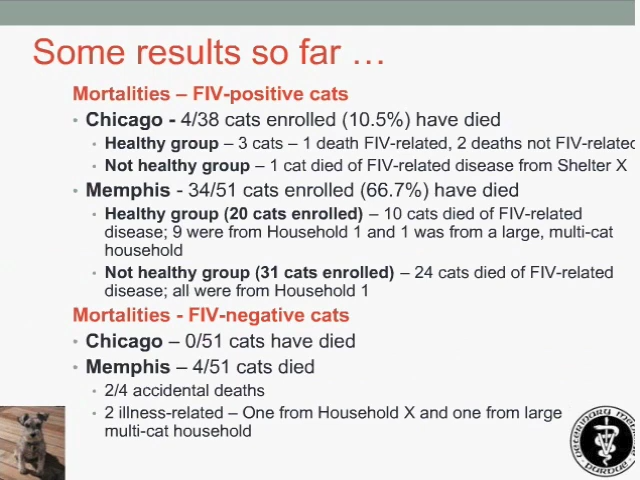 Some results so far …
Mortalities – FIV-positive cats
• Chicago - 4/38 cats enrolled (10.5%) have died
• Healthy group – 3 cats – 1 death FIV-related, 2 deaths not FIV-related
• Not healthy group – 1 cat died of FIV-related disease from Shelter X
• Memphis - 34/51 cats enrolled (66.7%) have died
• Healthy group (20 cats enrolled) – 10 cats died of FIV-related
disease; 9 were from Household 1 and 1 was from a large, multi-cat
household
• Not healthy group (31 cats enrolled) – 24 cats died of FIV-related
disease; all were from Household 1
Mortalities - FIV-negative cats
• Chicago – 0/51 cats have died
• Memphis – 4/51 cats died
• 2/4 accidental deaths
• 2 illness-related – One from Household X and one from large
multi-cat household
VETERINARY
PURDUE